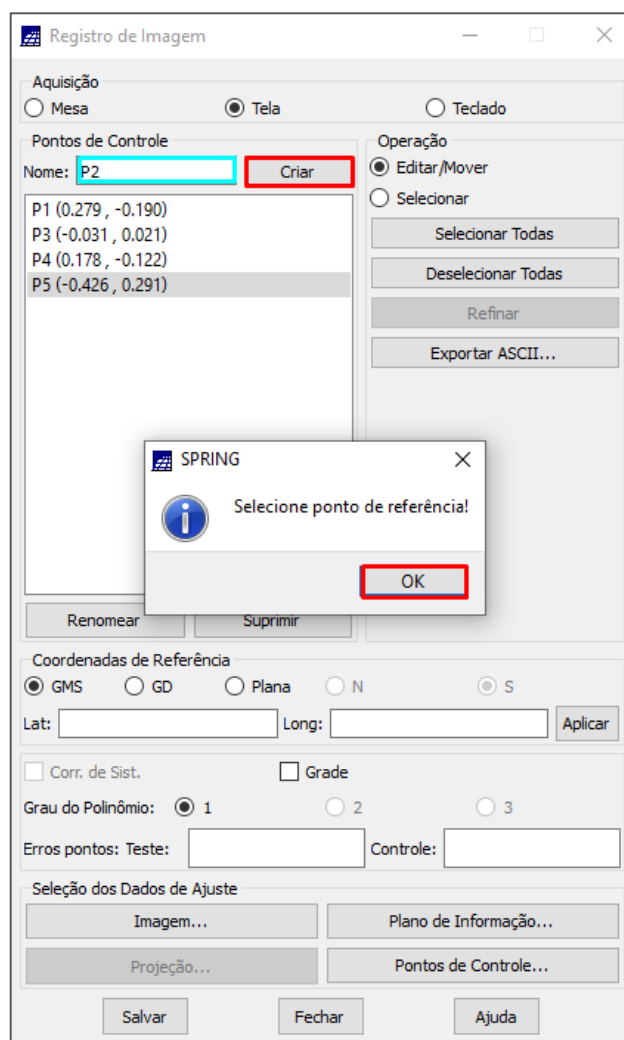 Registro de Imagem
Aquisição
Mesa Tela Teclado
Pontos de Controle Operação
Nome: P2 Criar Editar/Mover
Selecionar
P1 (0.279 , -0.190)
P3 (-0.031 , 0.021)
P4 (0.178 , -0.122)
P5 (-0.426 , 0.291)
Selecionar Todas
Deselecionar Todas
Refinar
Exportar ASCII...
SPRING
Selecione ponto de referência!
OK
Renomear Suprimir
Coordenadas de Referência
GMS GD Plana N S
Lat: Long: Aplicar
Corr. de Sist. Grade
Grau do Polinômio: 1 2 3
Erros pontos: Teste: Controle:
Seleção dos Dados de Ajuste
Imagem... Plano de Informação...
Projeção... Pontos de Controle...
Salvar Fechar Ajuda